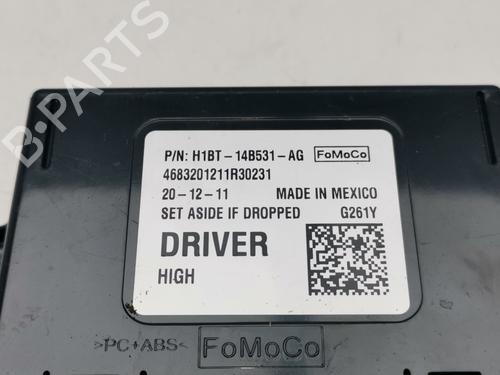 B-PARTS
P/N: H1BT-14B531-AG FoMoCo
4683201211R30231
20-12-11 MADE IN MEXICO
SET ASIDE IF DROPPED G261Y
DRIVER
HIGH
>PC+ABS< FoMoCo